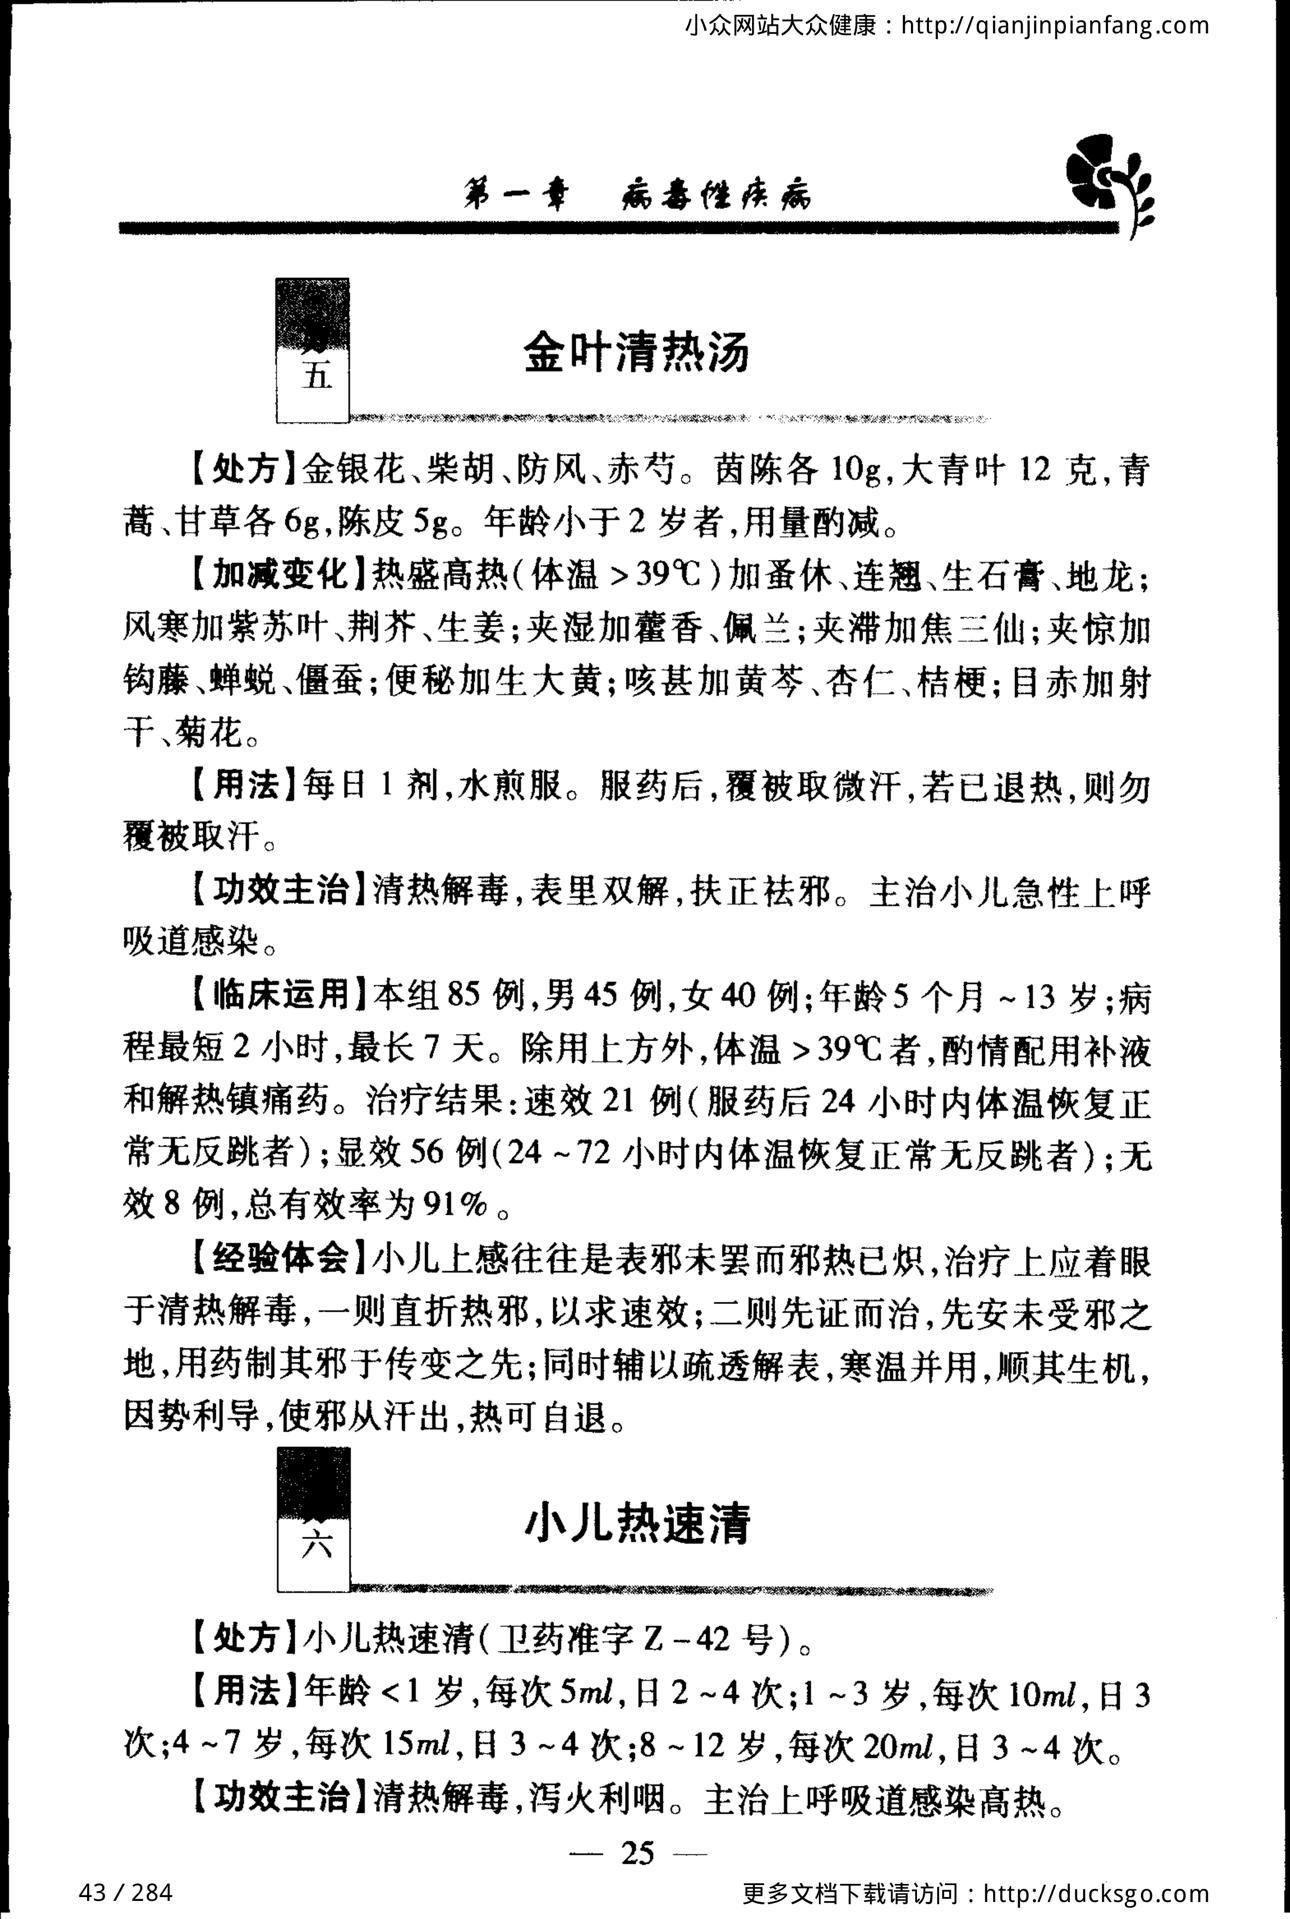 小众网站大众健康：http://qianjinpianfang.com
第一章 病毒性疾病
五
金叶清热汤
【处方】金银花、柴胡、防风、赤芍。茵陈各 10g,大青叶 12 克,青
蒿、甘草各 6g,陈皮 5g。年龄小于 2 岁者,用量酌减。
【加减变化】热盛高热(体温 > 39℃)加蚤休、连翘、生石膏、地龙;
风寒加紫苏叶、荆芥、生姜;夹湿加藿香、佩兰;夹滞加焦三仙;夹惊加
钩藤、蝉蜕、僵蚕;便秘加生大黄;咳甚加黄芩、杏仁、桔梗;目赤加射
干、菊花。
【用法】每日 1 剂,水煎服。服药后,覆被取微汗,若已退热,则勿
覆被取汗。
【功效主治】清热解毒,表里双解,扶正祛邪。主治小儿急性上呼
吸道感染。
【临床运用】本组 85 例,男 45 例,女 40 例;年龄 5 个月 ~ 13 岁;病
程最短 2 小时,最长 7 天。除用上方外,体温 > 39℃者,酌情配用补液
和解热镇痛药。治疗结果:速效 21 例(服药后 24 小时内体温恢复正
常无反跳者);显效 56 例(24 ~ 72 小时内体温恢复正常无反跳者);无
效 8 例,总有效率为 91%。
【经验体会】小儿上感往往是表邪未罢而邪热已炽,治疗上应着眼
于清热解毒,一则直折热邪,以求速效;二则先证而治,先安未受邪之
地,用药制其邪于传变之先;同时辅以疏透解表,寒温并用,顺其生机,
因势利导,使邪从汗出,热可自退。
六
小儿热速清
【处方】小儿热速清(卫药准字 Z - 42 号)。
【用法】年龄 < 1 岁,每次 5ml,日 2 ~ 4 次;1 ~ 3 岁,每次 10ml,日 3
次;4 ~ 7 岁,每次 15ml,日 3 ~ 4 次;8 ~ 12 岁,每次 20ml,日 3 ~ 4 次。
【功效主治】清热解毒,泻火利咽。主治上呼吸道感染高热。
— 25 —
43 / 284
更多文档下载请访问：http://ducksgo.com